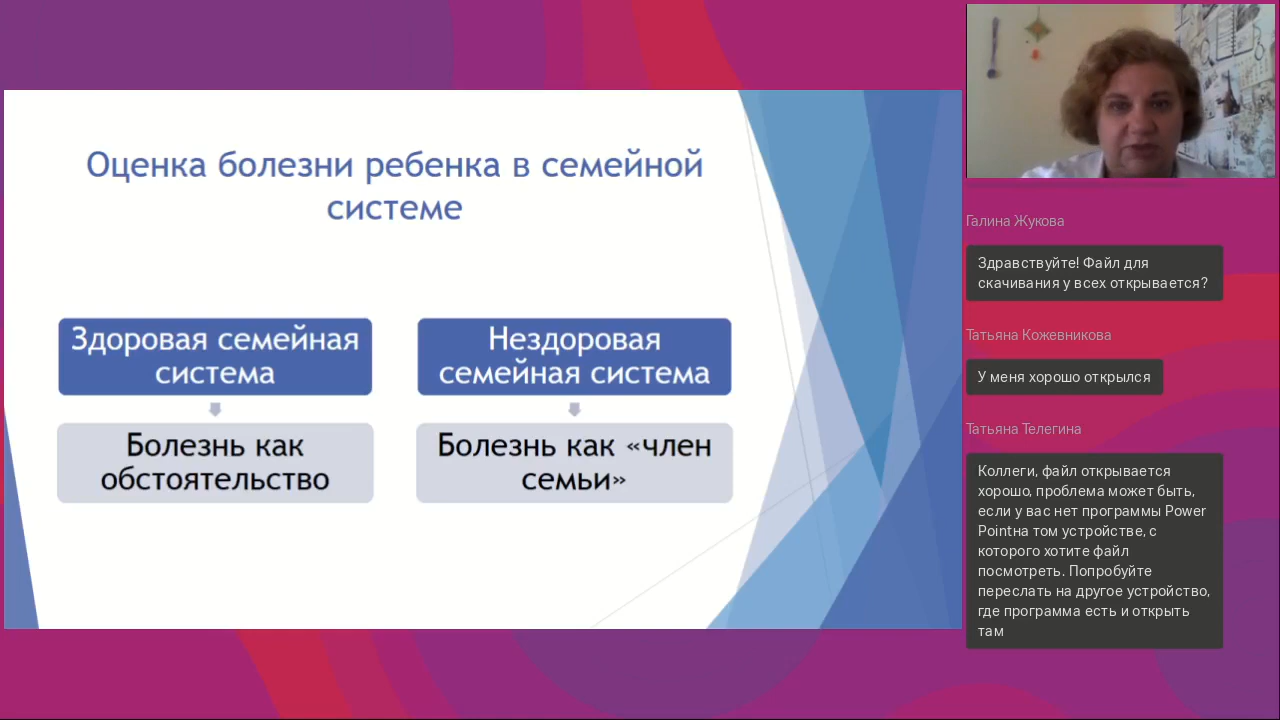 Оценка болезни ребенка в семейной
системе
Здоровая семейная
система
Болезнь как
обстоятельство
Нездоровая
семейная система
Болезнь как «член
семьи»
Галина Жукова
Здравствуйте! Файл для
скачивания у всех открывается?
Татьяна Кожевникова
У меня хорошо открылся
Татьяна Телегина
Коллеги, файл открывается
хорошо, проблема может быть,
если у вас нет программы Power
Pointна том устройстве, с
которого хотите файл
посмотреть. Попробуйте
переслать на другое устройство,
где программа есть и открыть
там